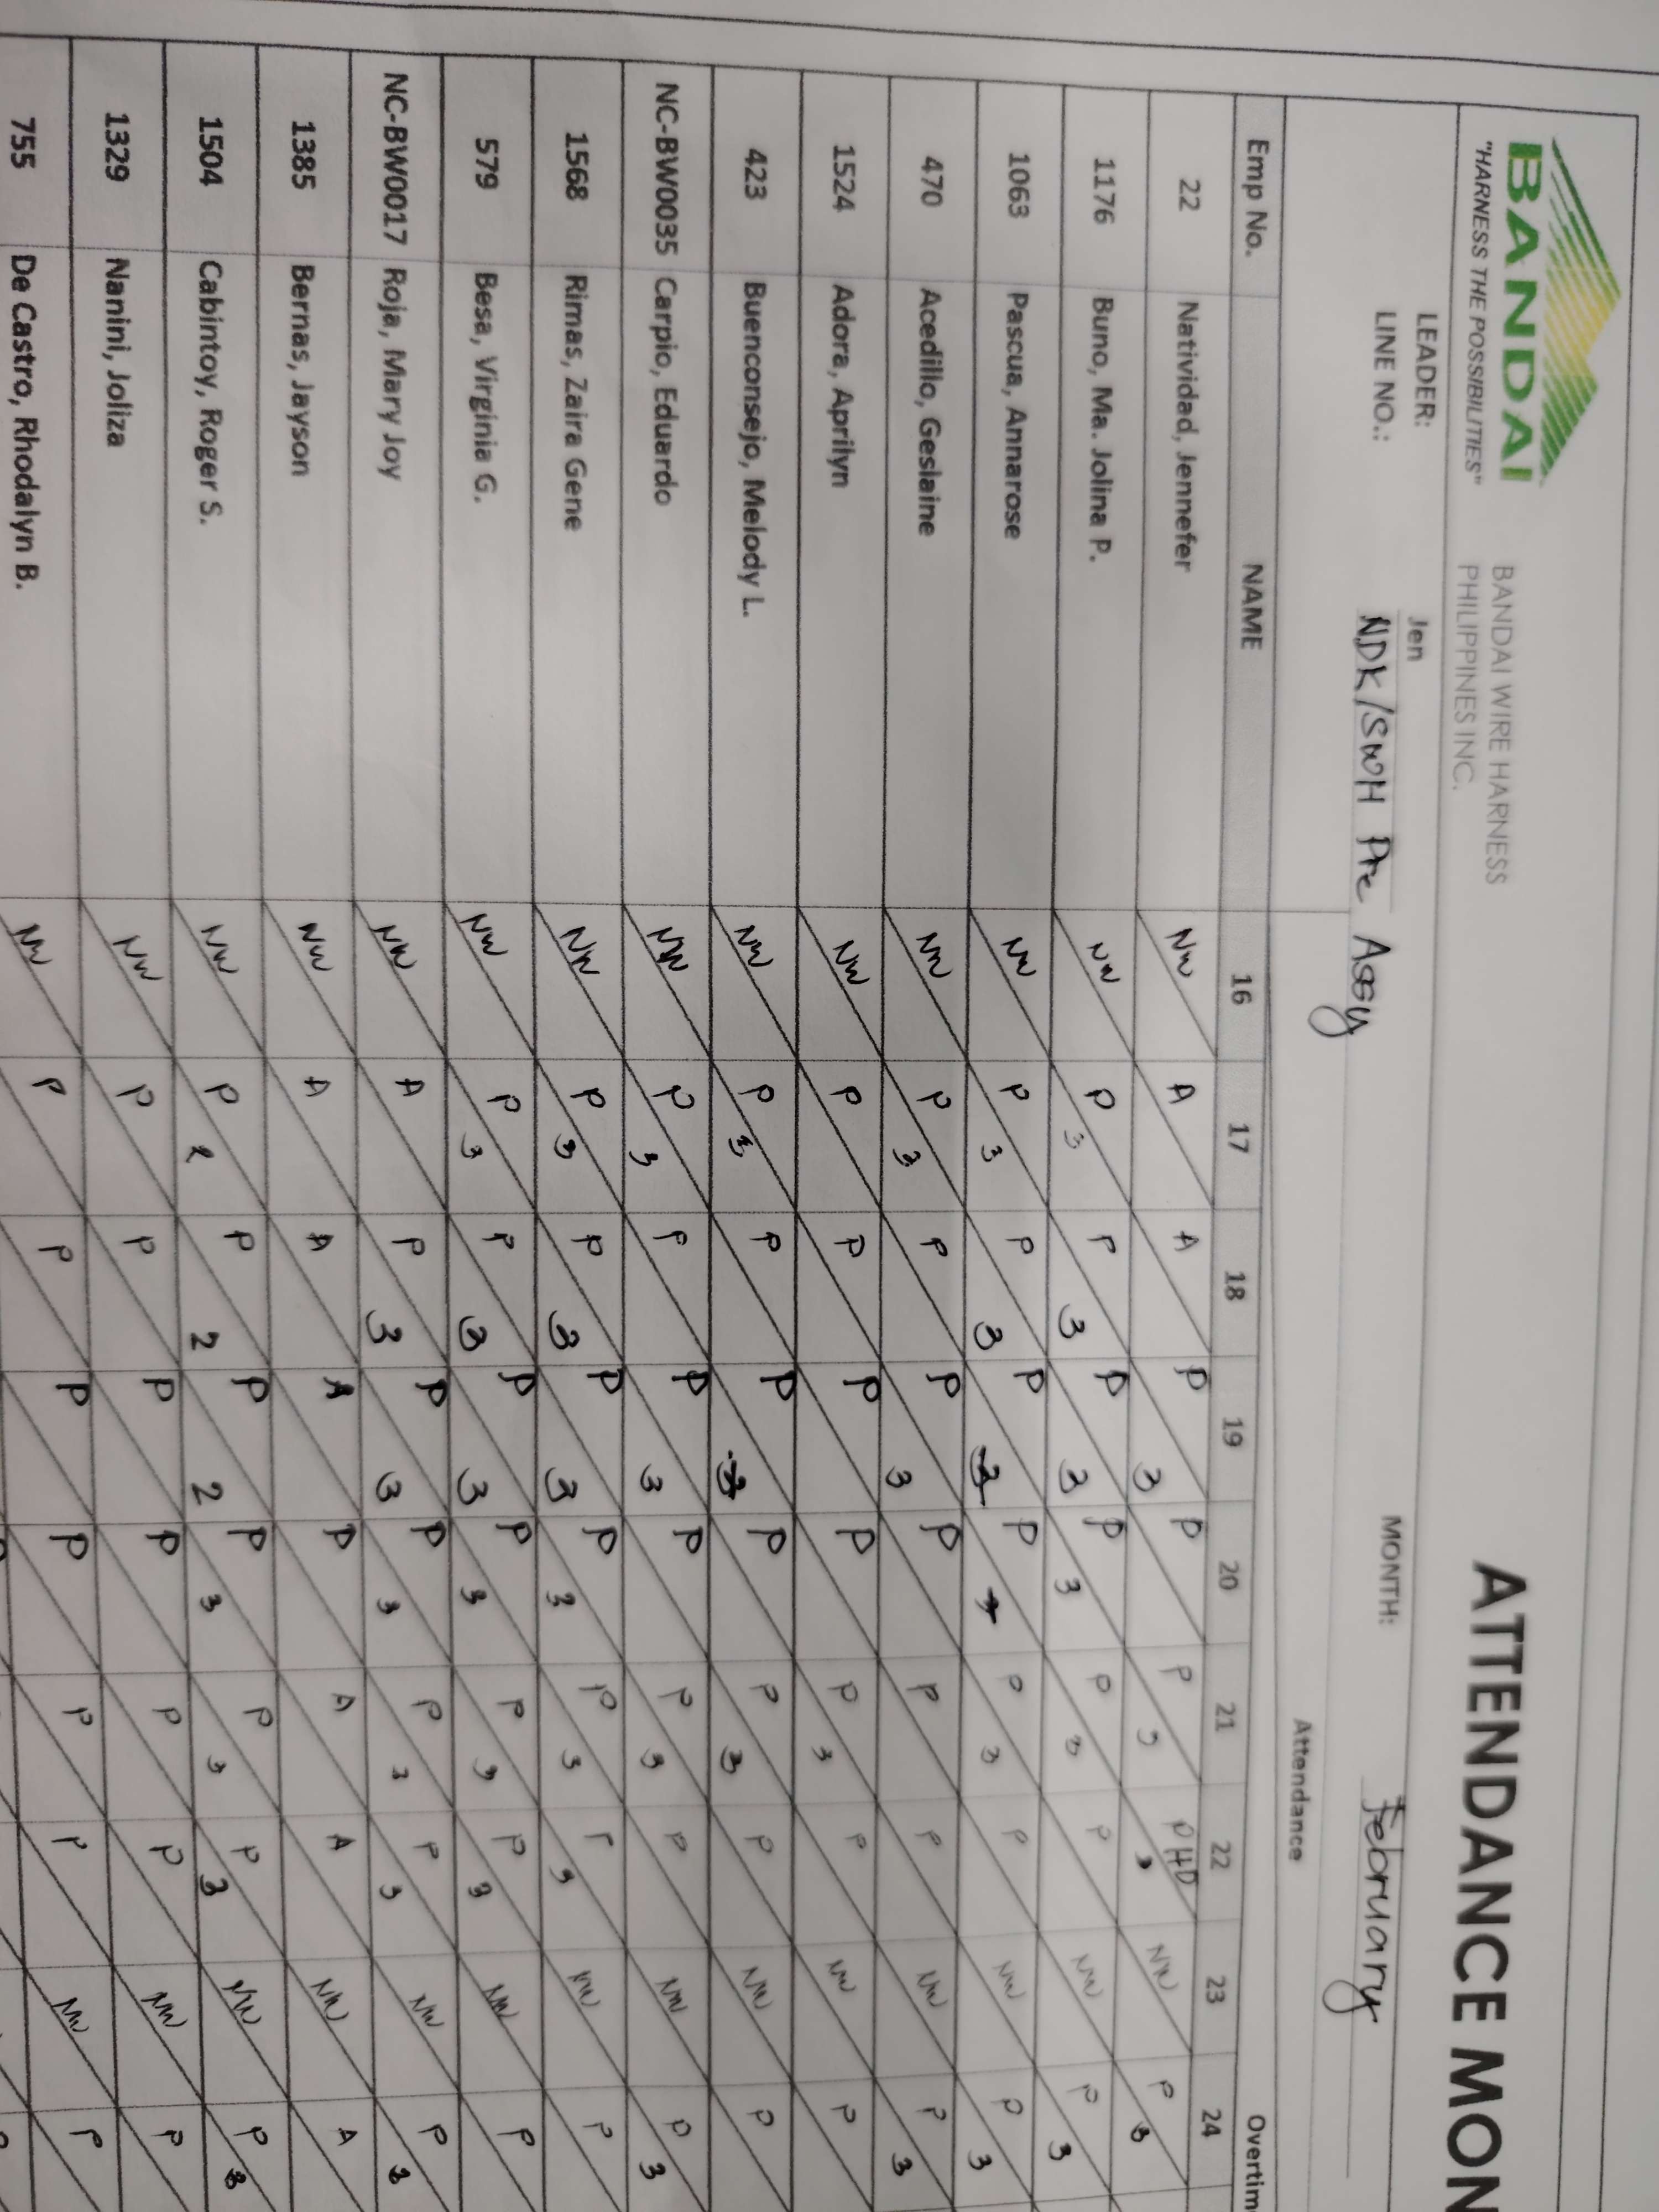 BANDAI
"HARNESS THE POSSIBILITIES"
BANDAI WIRE HARNESS
PHILIPPINES INC.
ATTENDANCE MON
LEADER: Jen
LINE NO.: NDK/SWH Pre Assy
MONTH: February
Attendance
Overtim
Emp No. NAME 16 17 18 19 20 21 22 23 24
22 Natividad, Jennefer NW A A P 3 P P 3 P HD NW P 3
1176 Buno, Ma. Jolina P. NW P 3 P 3 P 3 P 3 P 3 P NW P 3
1063 Pascua, Annarose NW P 3 P 3 P 3 P P 3 P NW P 3
470 Acedillo, Geslaine NW P 3 P P 3 P P P NW P 3
1524 Adora, Aprilyn NW P P P P P 3 P NW P
423 Buenconsejo, Melody L. NW P 3 P P 3 P P 3 P NW P
NC-BW0035 Carpio, Eduardo NW P 3 P P 3 P P 3 P NW P 3
1568 Rimas, Zaira Gene NW P 3 P 3 P 3 P 3 P 3 P 3 NW P
579 Besa, Virginia G. NW P 3 P 3 P 3 P 3 P 3 P 3 NW P
NC-BW0017 Roja, Mary Joy NW A P 3 P 3 P 3 P 3 P 3 NW P 3
1385 Bernas, Jayson NW A A A P A A NW A
1504 Cabintoy, Roger S. NW P P 2 P 2 P 3 P 3 P 3 NW P 3
1329 Nanini, Joliza NW P P P P P P NW P
755 De Castro, Rhodalyn B. NW P P P P P P NW P